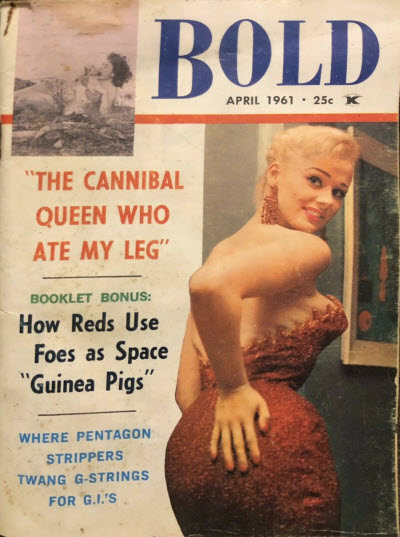 BOLD
APRIL 1961 · 25c K
"THE CANNIBAL
QUEEN WHO
ATE MY LEG"
BOOKLET BONUS:
How Reds Use
Foes as Space
"Guinea Pigs"
WHERE PENTAGON
STRIPPERS
TWANG G-STRINGS
FOR G.I.'S